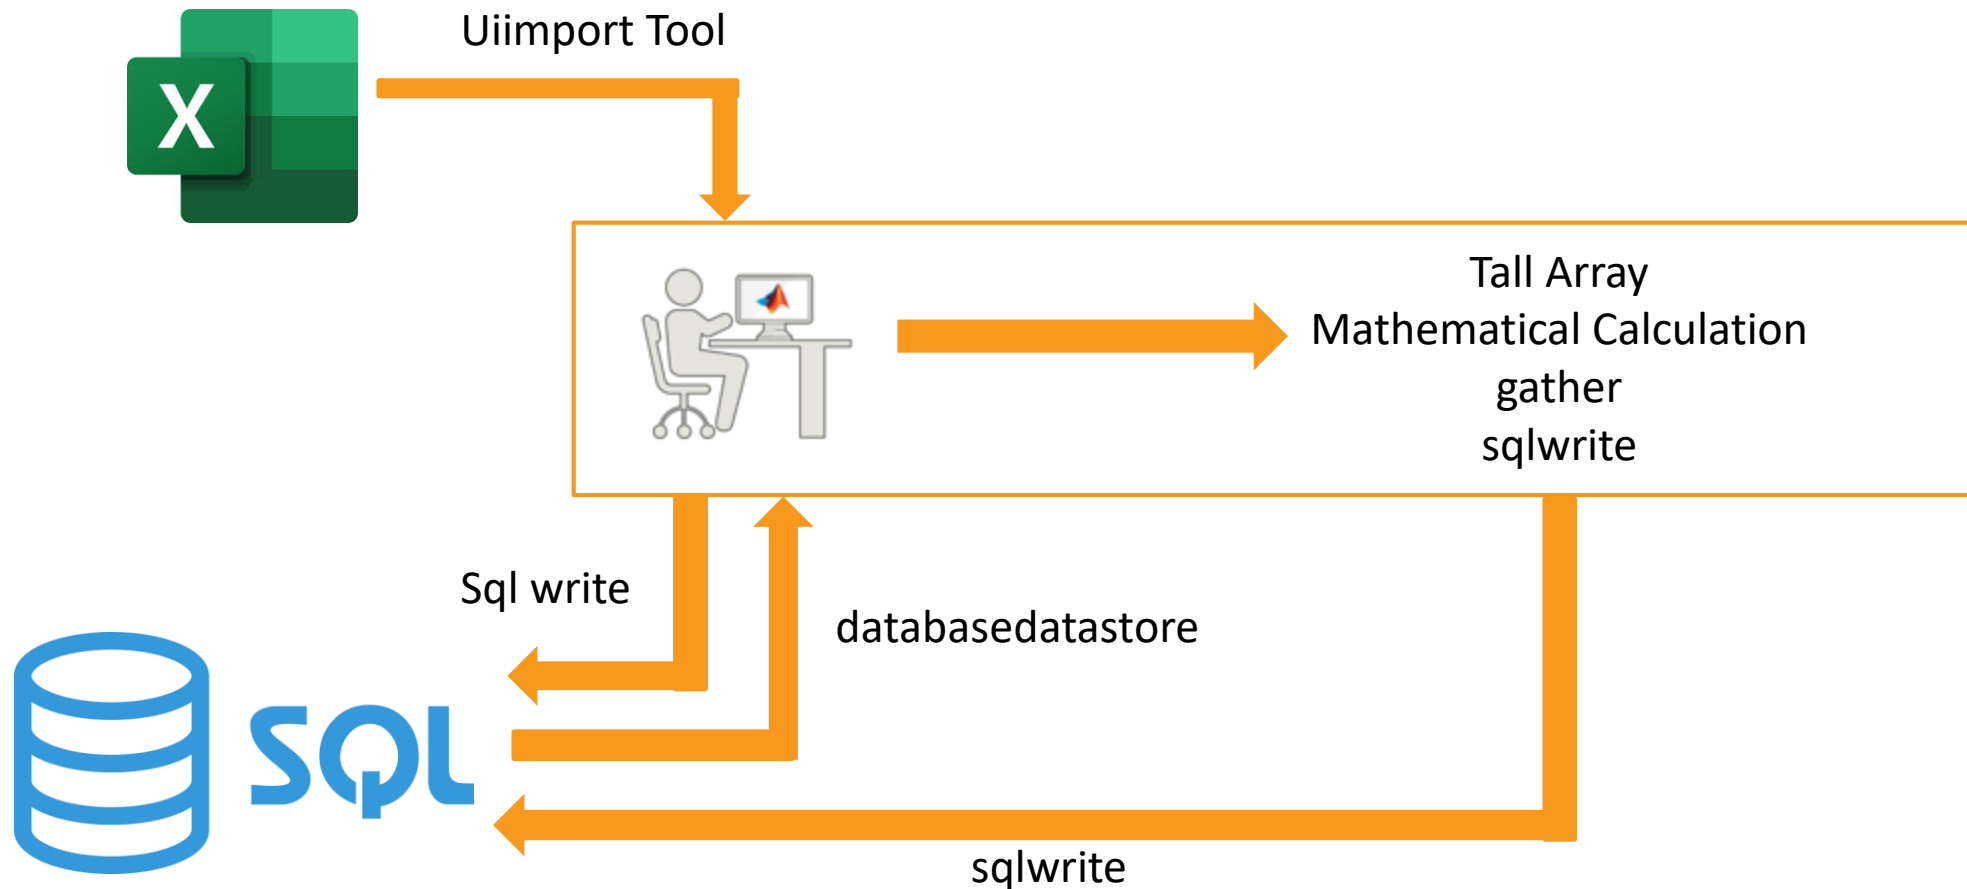 Uiimport Tool
X
Tall Array
Mathematical Calculation
gather
sqlwrite
Sql write
databasedatastore
SQL
sqlwrite